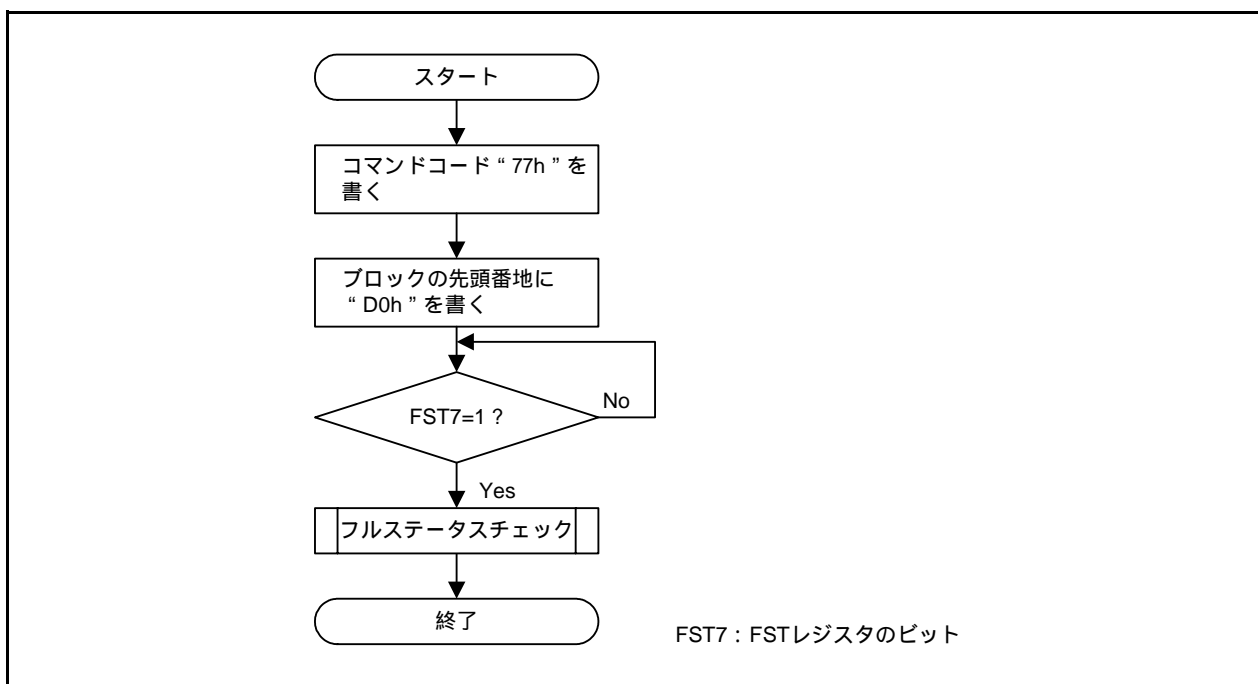 スタート
コマンドコード“77h”を
書く
ブロックの先頭番地に
“D0h”を書く
FST7=1？
No
Yes
フルステータスチェック
終了
FST7：FSTレジスタのビット